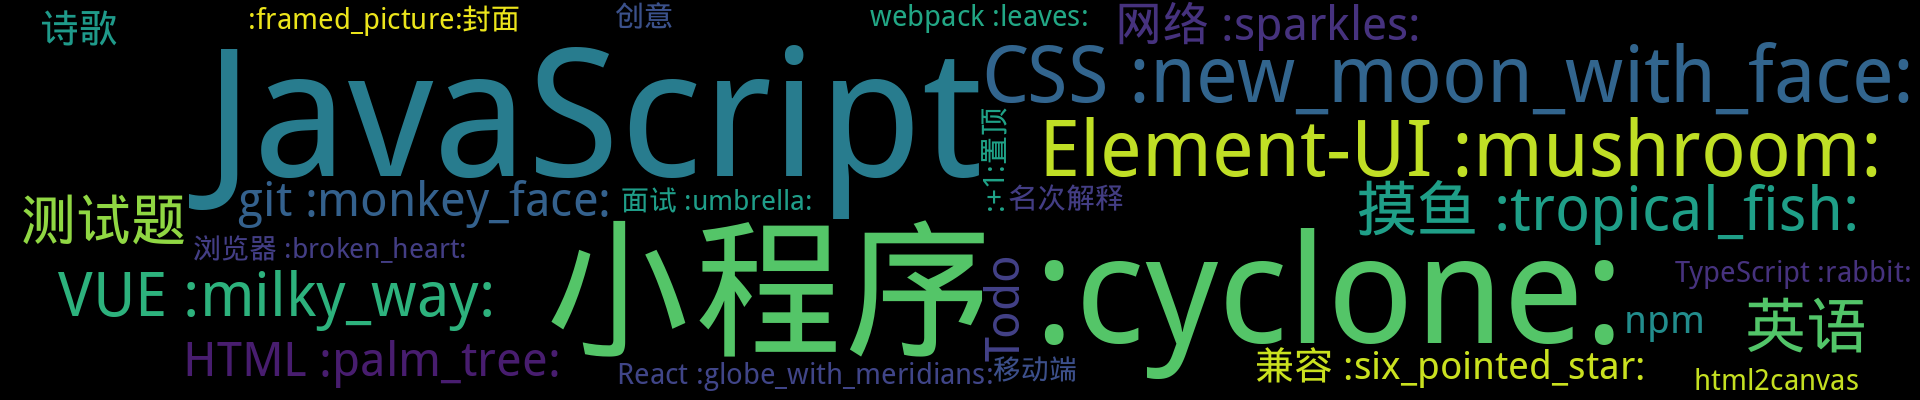 诗歌
:framed_picture:封面
创意
webpack :leaves:
网络 :sparkles:
JavaScript
CSS :new_moon_with_face:
:+1:置顶
Element-UI :mushroom:
测试题
git :monkey_face:
面试 :umbrella:
名次解释
摸鱼 :tropical_fish:
浏览器 :broken_heart:
小程序 :cyclone:
Todo
TypeScript :rabbit:
VUE :milky_way:
npm
英语
HTML :palm_tree:
React :globe_with_meridians:
移动端
兼容 :six_pointed_star:
html2canvas